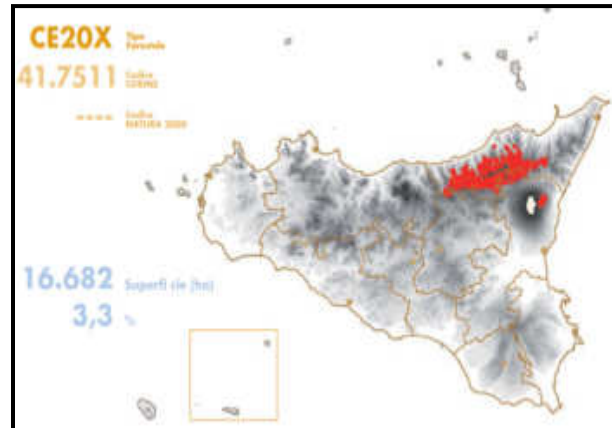 CE20X Tipo Forestale
41.7511 Codice CORINE
---- Codice NATURA 2000
16.682 Superfi cie (ha)
3,3 %